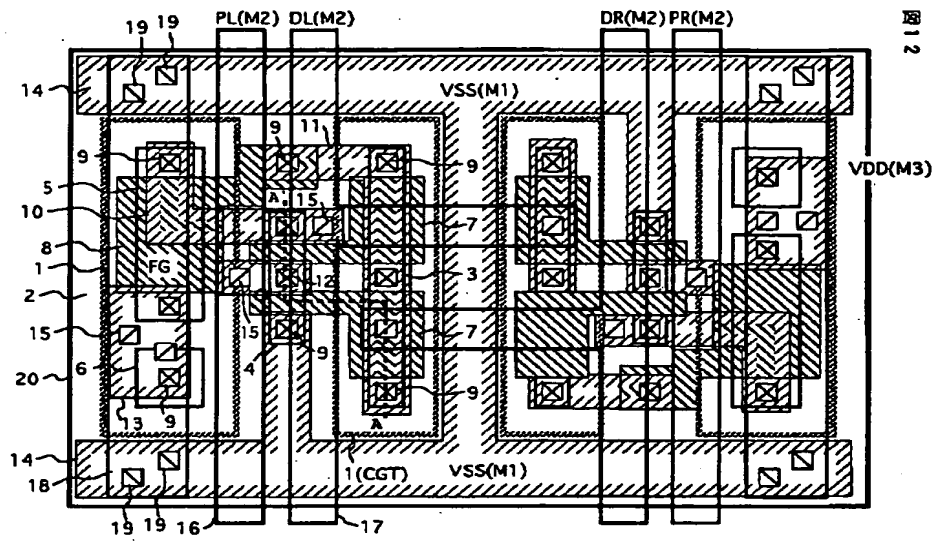 PL(M2) DL(M2) DR(M2) PR(M2)
図12
19 19
14 VSS(M1)
9 9 11 9
VDD(M3)
5
10 A 15 7
8
1 FG 3
2 12
15 15 7
6 4 9
20 9
13 9 A
14 1(CGT) VSS(M1)
18 19
19 19 16 17